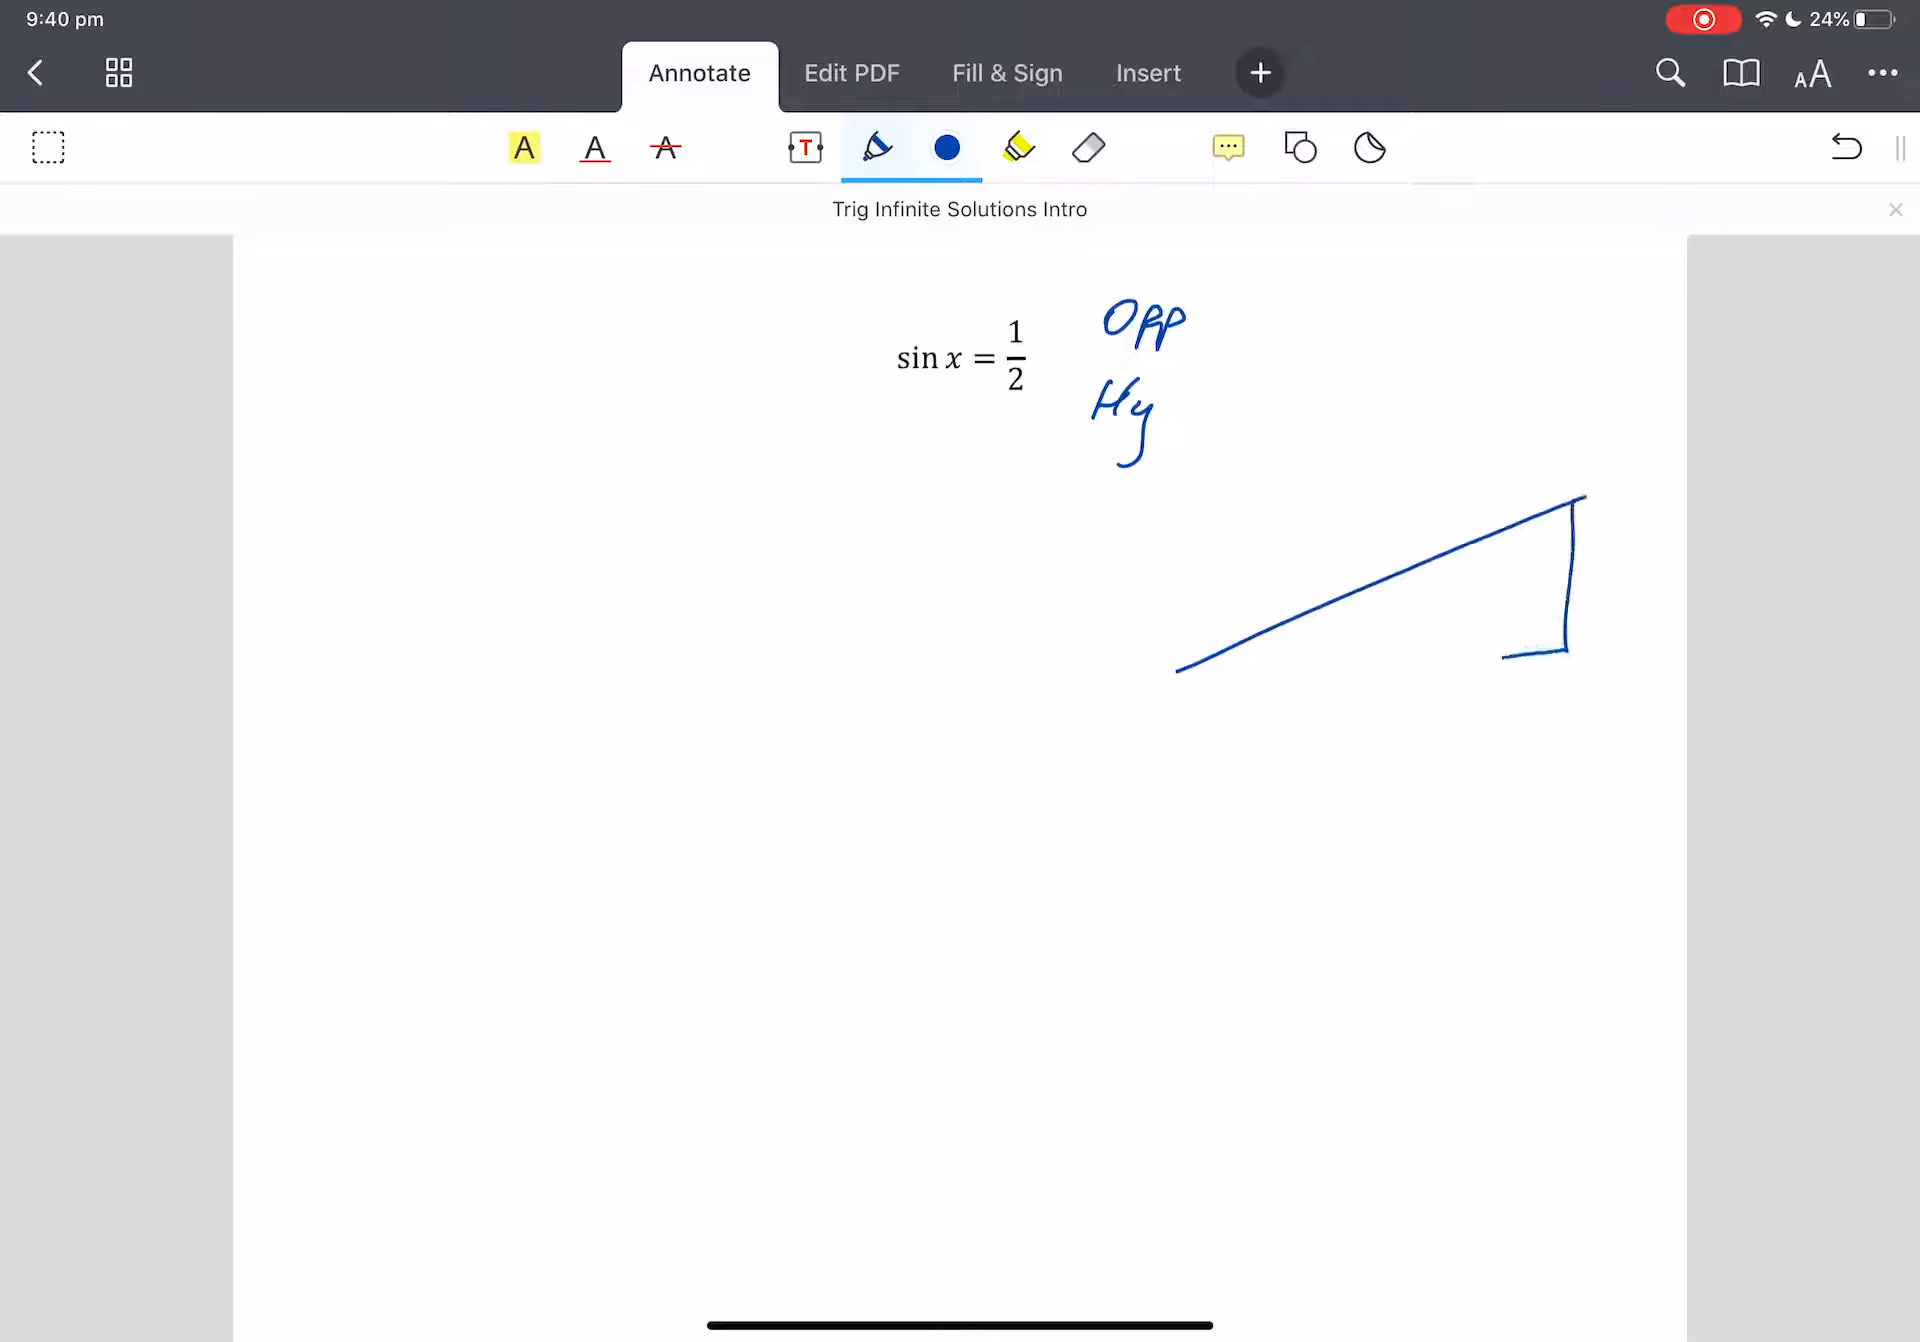 9:40 pm
24%
Annotate
Edit PDF
Fill & Sign
Insert
A
A
A
T
AA
Trig Infinite Solutions Intro
sin x = 1/2
Opp
Hy